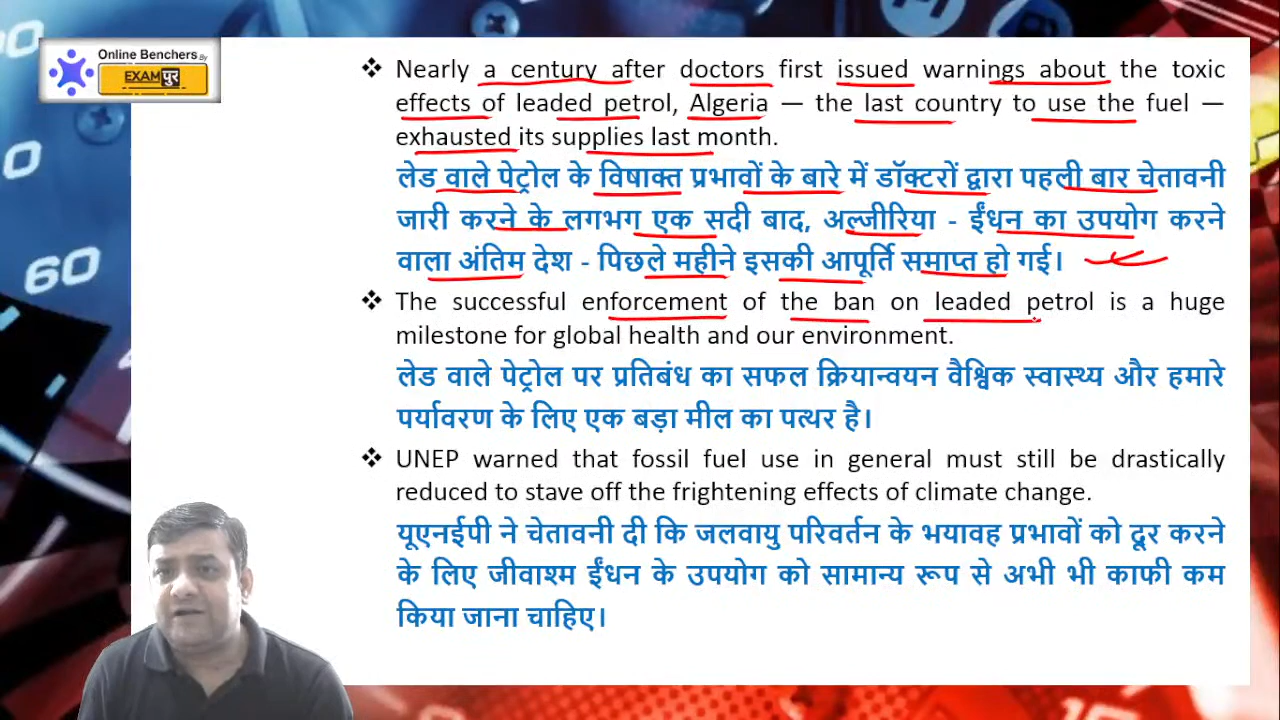 Online Benchers By
EXAMपुर
❖ Nearly a century after doctors first issued warnings about the toxic
effects of leaded petrol, Algeria — the last country to use the fuel —
exhausted its supplies last month.
लेड वाले पेट्रोल के विषाक्त प्रभावों के बारे में डॉक्टरों द्वारा पहली बार चेतावनी
जारी करने के लगभग एक सदी बाद, अल्जीरिया - ईंधन का उपयोग करने
वाला अंतिम देश - पिछले महीने इसकी आपूर्ति समाप्त हो गई।
❖ The successful enforcement of the ban on leaded petrol is a huge
milestone for global health and our environment.
लेड वाले पेट्रोल पर प्रतिबंध का सफल क्रियान्वयन वैश्विक स्वास्थ्य और हमारे
पर्यावरण के लिए एक बड़ा मील का पत्थर है।
❖ UNEP warned that fossil fuel use in general must still be drastically
reduced to stave off the frightening effects of climate change.
यूएनईपी ने चेतावनी दी कि जलवायु परिवर्तन के भयावह प्रभावों को दूर करने
के लिए जीवाश्म ईंधन के उपयोग को सामान्य रूप से अभी भी काफी कम
किया जाना चाहिए।
60